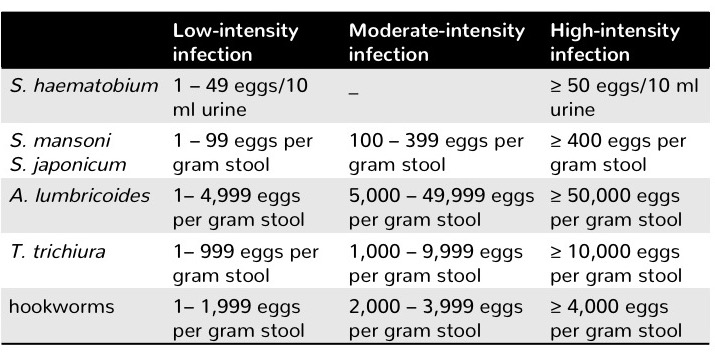 Low-intensity infection
Moderate-intensity infection
High-intensity infection
S. haematobium
1 – 49 eggs/10 ml urine
_
≥ 50 eggs/10 ml urine
S. mansoni
S. japonicum
1 – 99 eggs per gram stool
100 – 399 eggs per gram stool
≥ 400 eggs per gram stool
A. lumbricoides
1– 4,999 eggs per gram stool
5,000 – 49,999 eggs per gram stool
≥ 50,000 eggs per gram stool
T. trichiura
1– 999 eggs per gram stool
1,000 – 9,999 eggs per gram stool
≥ 10,000 eggs per gram stool
hookworms
1– 1,999 eggs per gram stool
2,000 – 3,999 eggs per gram stool
≥ 4,000 eggs per gram stool